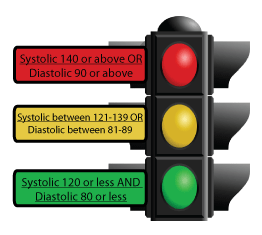 Systolic 140 or above OR
Diastolic 90 or above
Systolic between 121-139 OR
Diastolic between 81-89
Systolic 120 or less AND
Diastolic 80 or less